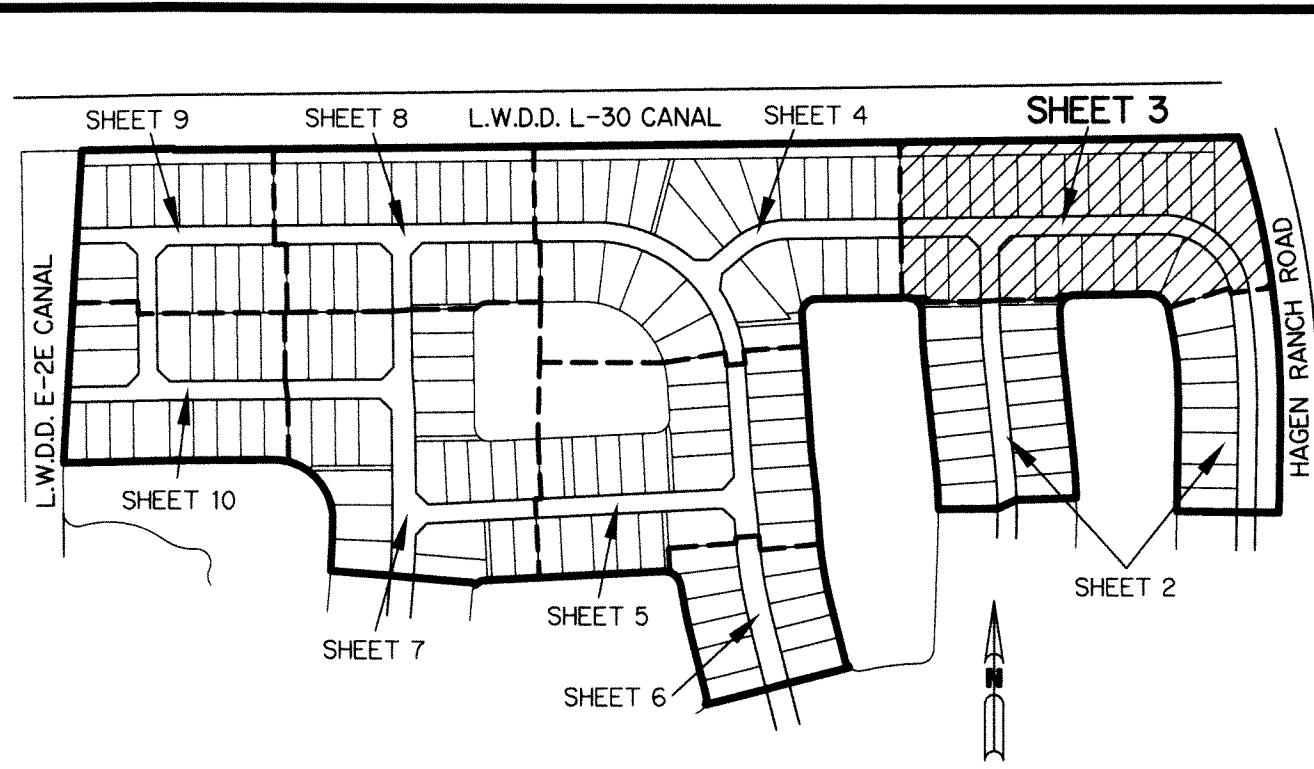 SHEET 9
SHEET 8
L.W.D.D. L-30 CANAL
SHEET 4
SHEET 3
L.W.D.D. E-2E CANAL
HAGEN RANCH ROAD
SHEET 10
SHEET 2
SHEET 5
SHEET 7
SHEET 6
N